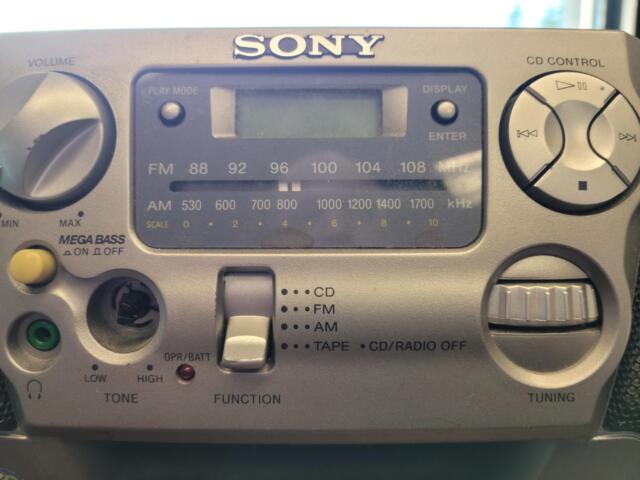 SONY
VOLUME
CD CONTROL
PLAY MODE
DISPLAY
ENTER
FM 88 92 96 100 104 108 MHz
AM 530 600 700 800 1000 1200 1400 1700 kHz
SCALE 0 • 2 • 4 • 6 • 8 • 10
MIN MAX
MEGA BASS
ON OFF
CD
FM
AM
TAPE • CD/RADIO OFF
OPR/BATT
LOW HIGH
TONE
FUNCTION
TUNING